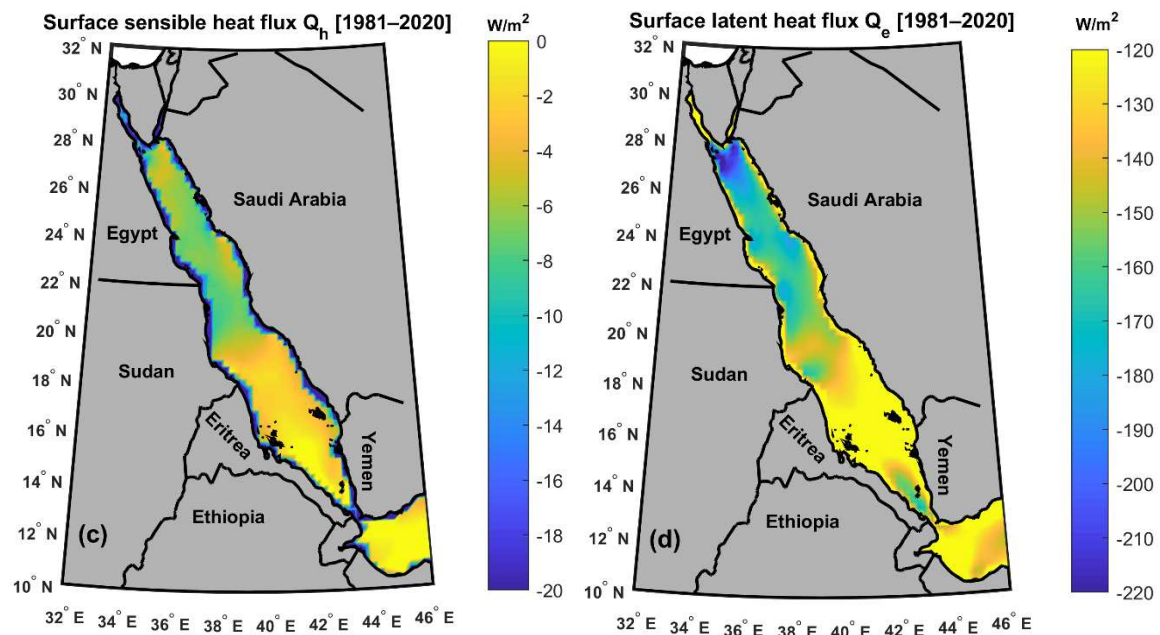 Surface sensible heat flux Q_h [1981–2020]
W/m²
32° N
30° N
28° N
26° N
24° N
22° N
20° N
18° N
16° N
14° N
12° N
10° N
Saudi Arabia
Egypt
Sudan
Eritrea
Yemen
Ethiopia
(c)
32° E
34° E
36° E
38° E
40° E
42° E
44° E
46° E
0
-2
-4
-6
-8
-10
-12
-14
-16
-18
-20
Surface latent heat flux Q_e [1981–2020]
W/m²
32° N
30° N
28° N
26° N
24° N
22° N
20° N
18° N
16° N
14° N
12° N
10° N
Saudi Arabia
Egypt
Sudan
Eritrea
Yemen
Ethiopia
(d)
32° E
34° E
36° E
38° E
40° E
42° E
44° E
46° E
-120
-130
-140
-150
-160
-170
-180
-190
-200
-210
-220